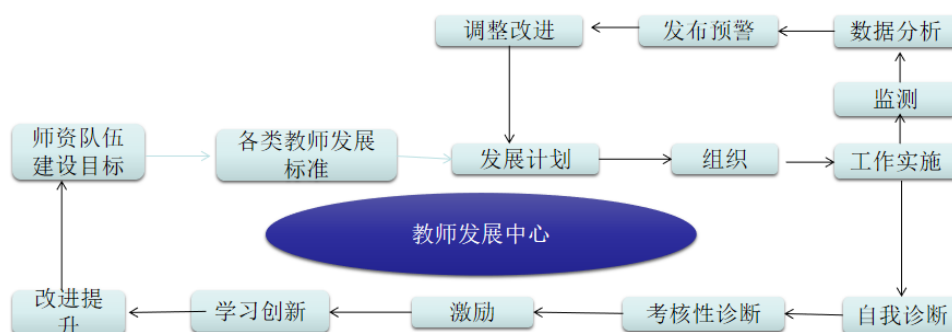 调整改进
发布预警
数据分析
监测
师资队伍
建设目标
各类教师发展
标准
发展计划
组织
工作实施
教师发展中心
改进提
升
学习创新
激励
考核性诊断
自我诊断